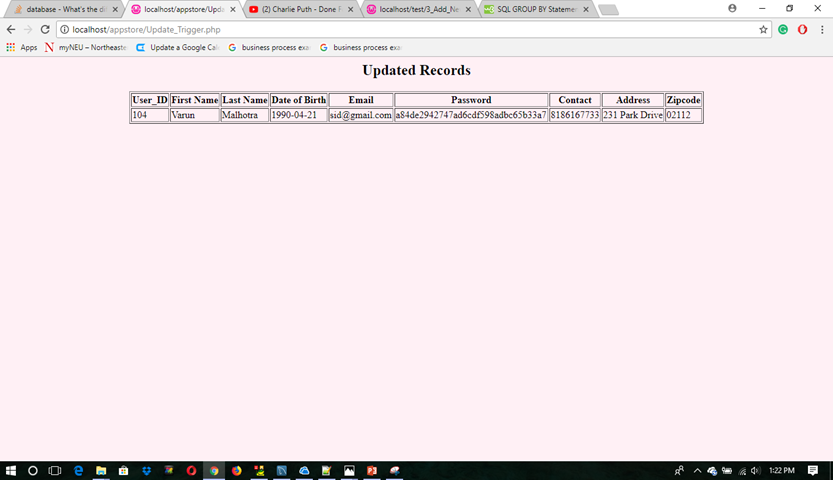 database - What's the di
localhost/appstore/Upda
(2) Charlie Puth - Done F
localhost/test/3_Add_Ne
SQL GROUP BY Stateme
localhost/appstore/Update_Trigger.php
Apps myNEU – Northeaste Update a Google Cal business process exa business process exa
Updated Records
User_ID First Name Last Name Date of Birth Email Password Contact Address Zipcode
104 Varun Malhotra 1990-04-21 sid@gmail.com a84de2942747ad6cdf598adbc65b33a7 8186167733 231 Park Drive 02112
1:22 PM